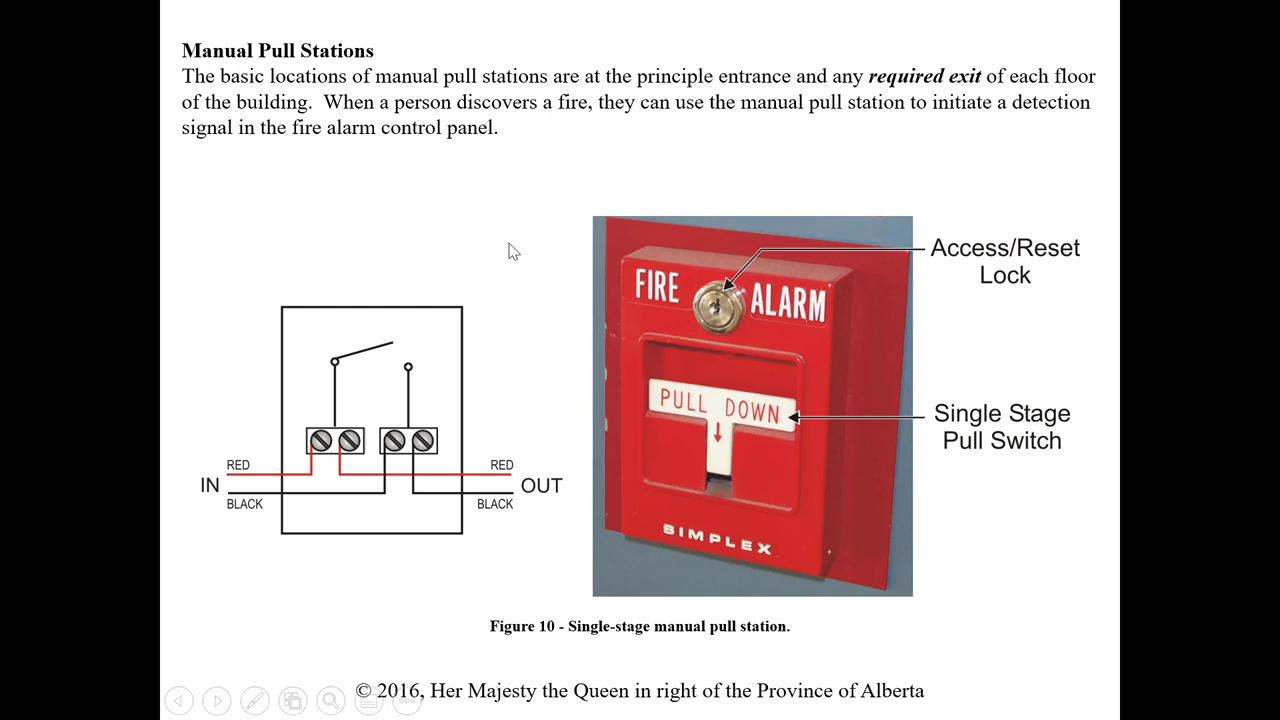 Manual Pull Stations
The basic locations of manual pull stations are at the principle entrance and any required exit of each floor
of the building.  When a person discovers a fire, they can use the manual pull station to initiate a detection
signal in the fire alarm control panel.
Access/Reset
Lock
FIRE ALARM
PULL DOWN
Single Stage
Pull Switch
SIMPLEX
RED
RED
IN
OUT
BLACK
BLACK
Figure 10 - Single-stage manual pull station.
© 2016, Her Majesty the Queen in right of the Province of Alberta